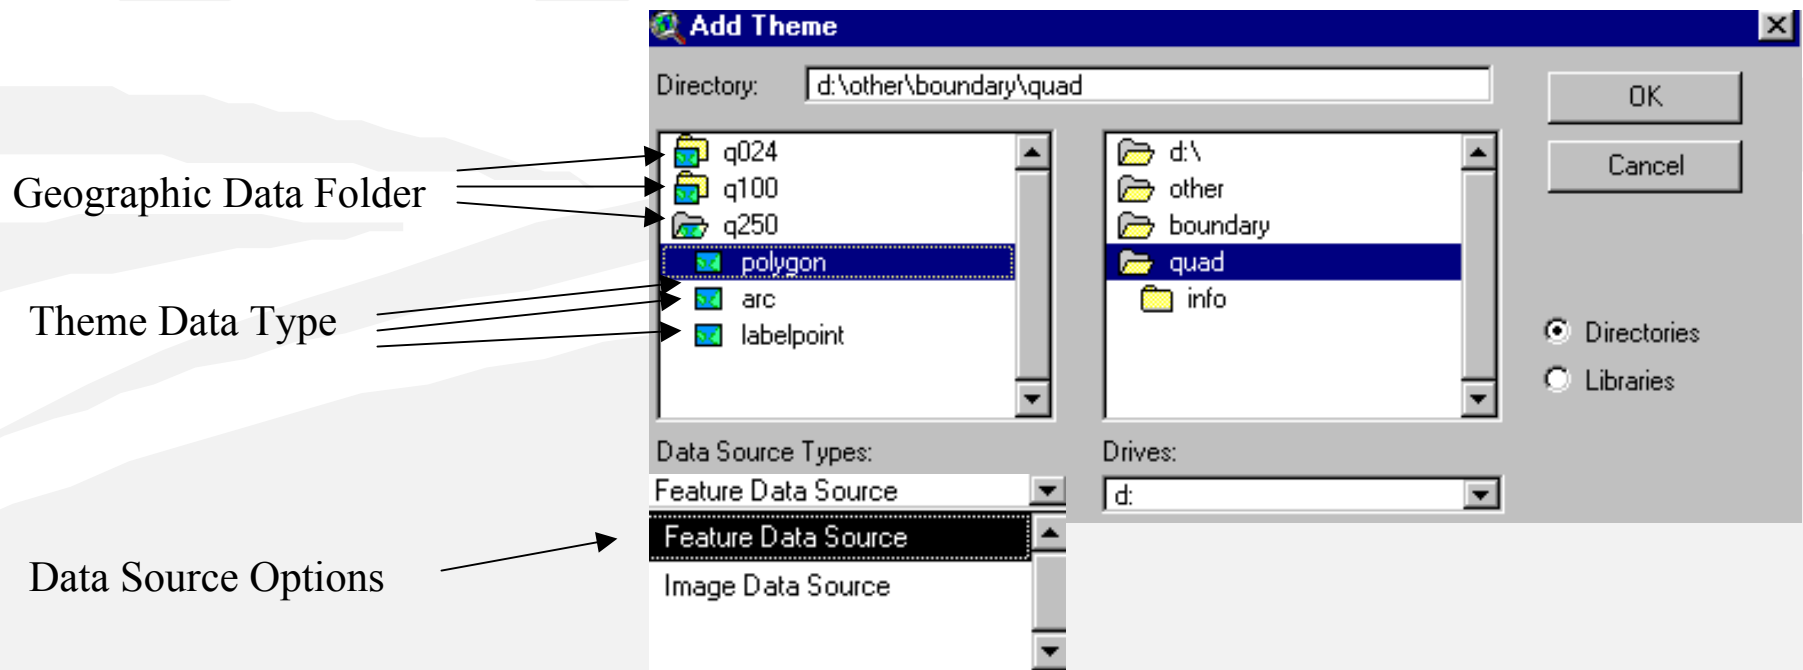 Add Theme
Directory: d:\other\boundary\quad
OK
Cancel
q024
q100
q250
polygon
arc
labelpoint
d:\
other
boundary
quad
info
Directories
Libraries
Data Source Types:
Feature Data Source
Feature Data Source
Image Data Source
Drives:
d:
Geographic Data Folder
Theme Data Type
Data Source Options